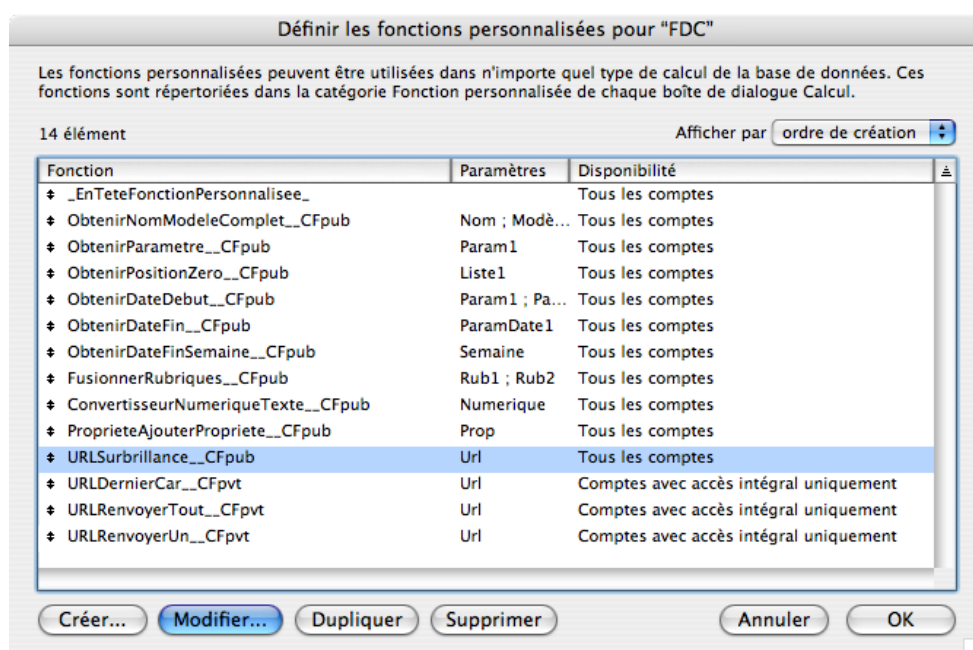 Définir les fonctions personnalisées pour “FDC”
Les fonctions personnalisées peuvent être utilisées dans n'importe quel type de calcul de la base de données. Ces
fonctions sont répertoriées dans la catégorie Fonction personnalisée de chaque boîte de dialogue Calcul.
14 élément Afficher par ordre de création
Fonction Paramètres Disponibilité
_EnTeteFonctionPersonnalisee_ Tous les comptes
ObtenirNomModeleComplet__CFpub Nom ; Modè... Tous les comptes
ObtenirParametre__CFpub Param1 Tous les comptes
ObtenirPositionZero__CFpub Liste1 Tous les comptes
ObtenirDateDebut__CFpub Param1 ; Pa... Tous les comptes
ObtenirDateFin__CFpub ParamDate1 Tous les comptes
ObtenirDateFinSemaine__CFpub Semaine Tous les comptes
FusionnerRubriques__CFpub Rub1 ; Rub2 Tous les comptes
ConvertisseurNumeriqueTexte__CFpub Numerique Tous les comptes
ProprieteAjouterPropriete__CFpub Prop Tous les comptes
URLSurbrillance__CFpub Url Tous les comptes
URLDernierCar__CFpvt Url Comptes avec accès intégral uniquement
URLRenvoyerTout__CFpvt Url Comptes avec accès intégral uniquement
URLRenvoyerUn__CFpvt Url Comptes avec accès intégral uniquement
Créer... Modifier... Dupliquer Supprimer Annuler OK